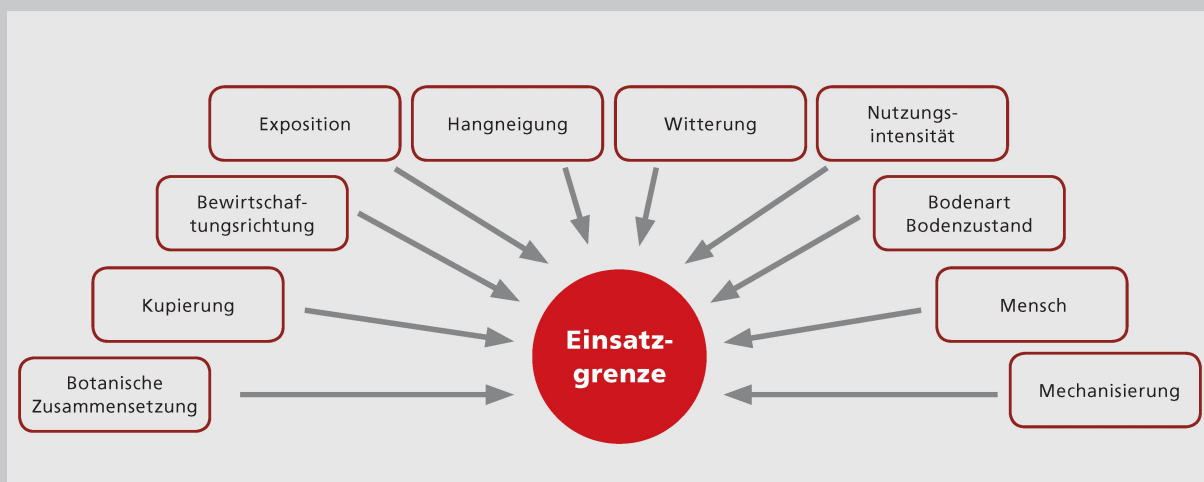 Exposition
Hangneigung
Witterung
Nutzungs-
intensität
Bewirtschaf-
tungsrichtung
Bodenart
Bodenzustand
Kupierung
Mensch
Einsatz-
grenze
Botanische
Zusammensetzung
Mechanisierung